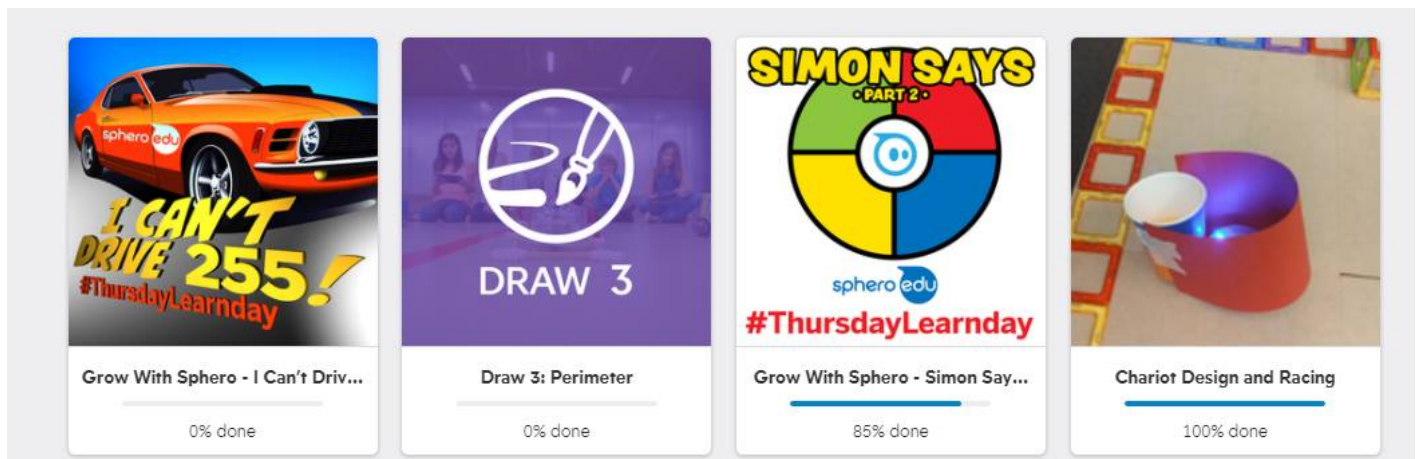 sphero edu
I CAN'T
DRIVE 255!
#ThursdayLearnday
Grow With Sphero - I Can't Driv...
0% done
DRAW 3
Draw 3: Perimeter
0% done
SIMON SAYS
• PART 2 •
sphero edu
#ThursdayLearnday
Grow With Sphero - Simon Say...
85% done
Chariot Design and Racing
100% done